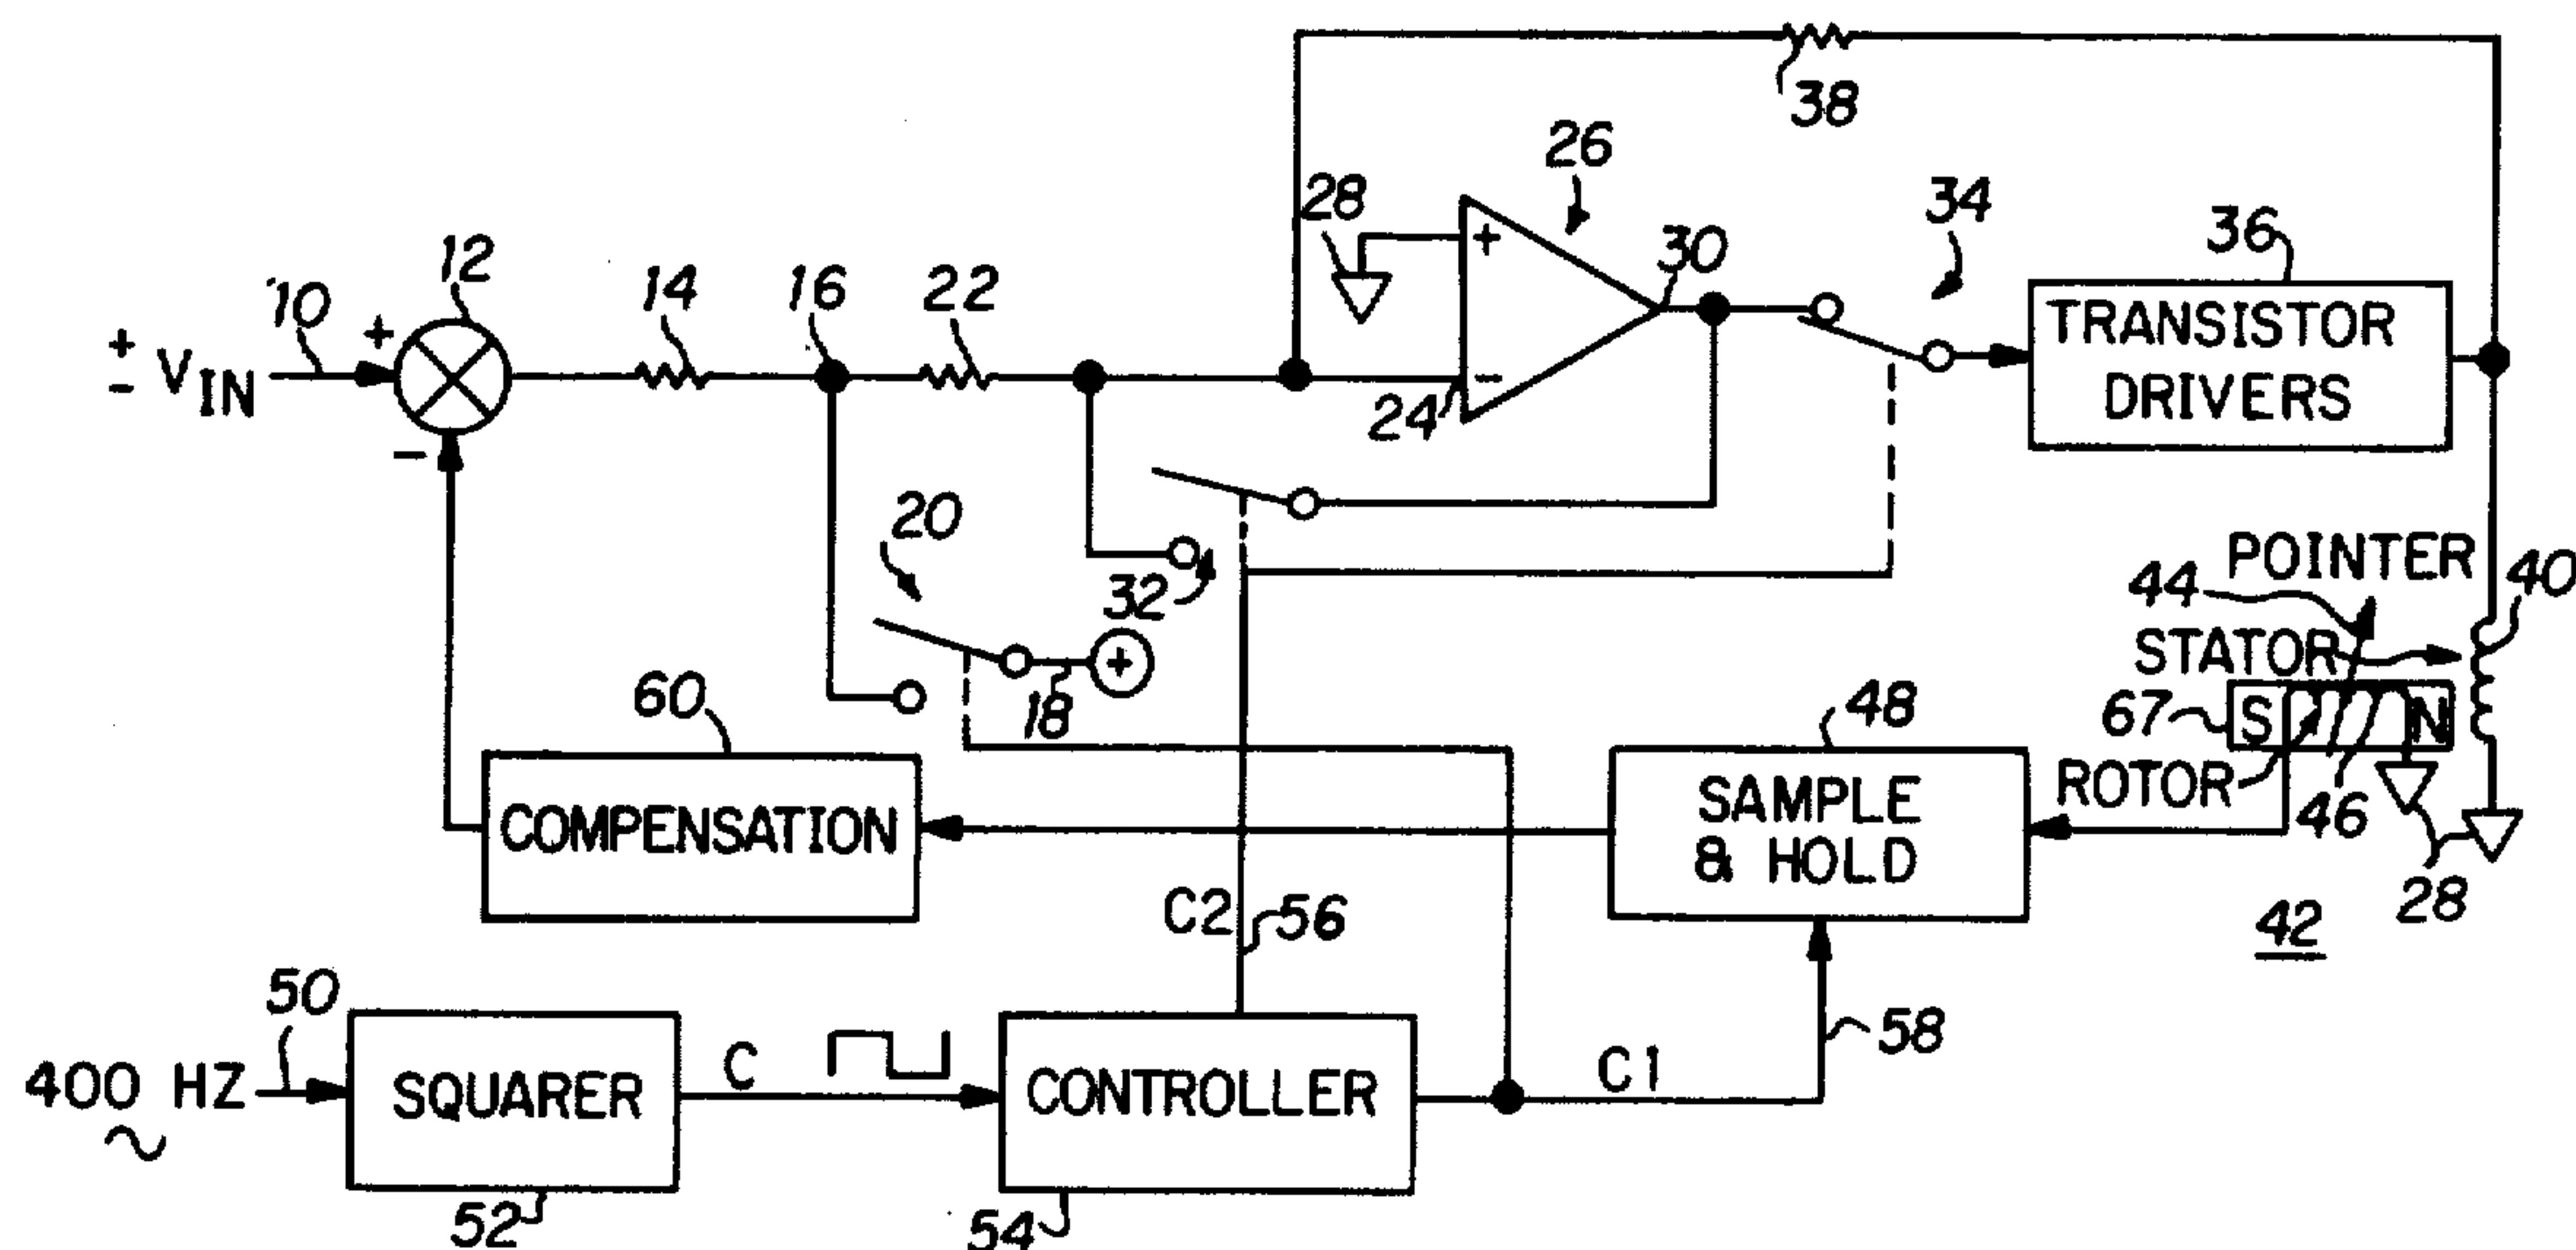 38
26
28
+
30
34
36
TRANSISTOR
DRIVERS
12
10
+
14
16
22
+
- V IN
-
-
24
20
32
+
18
POINTER
44
40
STATOR
67
S
N
ROTOR
46
28
42
60
COMPENSATION
48
SAMPLE
& HOLD
C2
56
58
50
400 HZ
~
SQUARER
52
C
CONTROLLER
54
C1